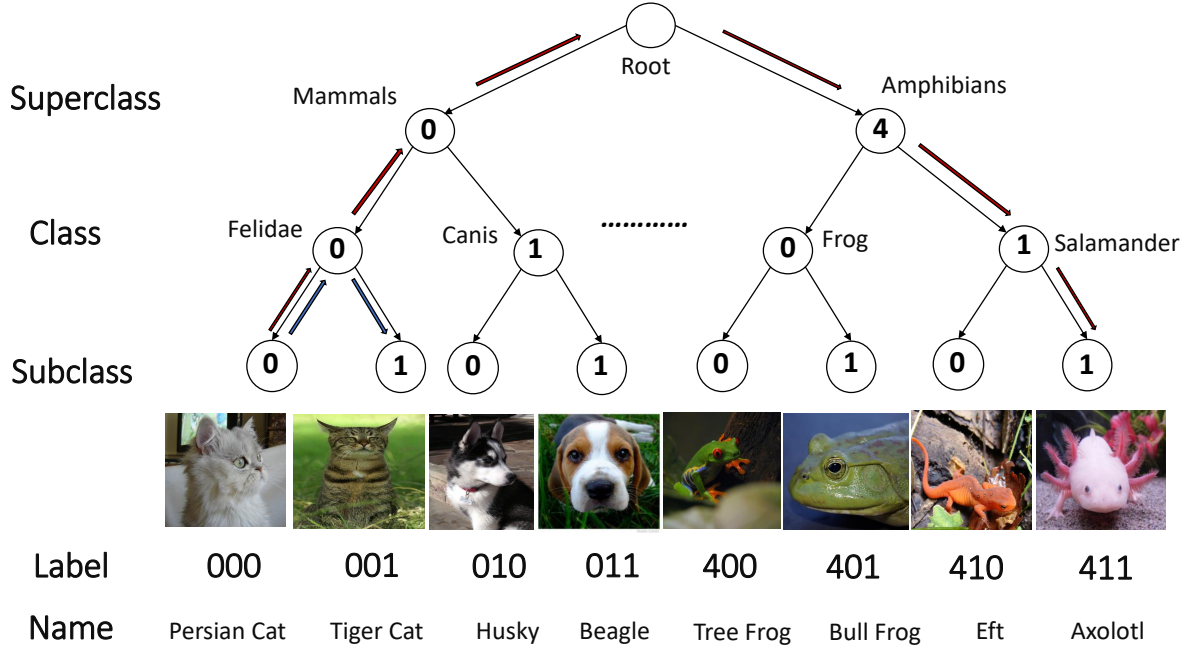 Root
Superclass
Mammals
Amphibians
0
4
Class
Felidae
Canis
............
Frog
Salamander
0
1
0
1
Subclass
0
1
0
1
0
1
0
1
Label
000
001
010
011
400
401
410
411
Name
Persian Cat
Tiger Cat
Husky
Beagle
Tree Frog
Bull Frog
Eft
Axolotl